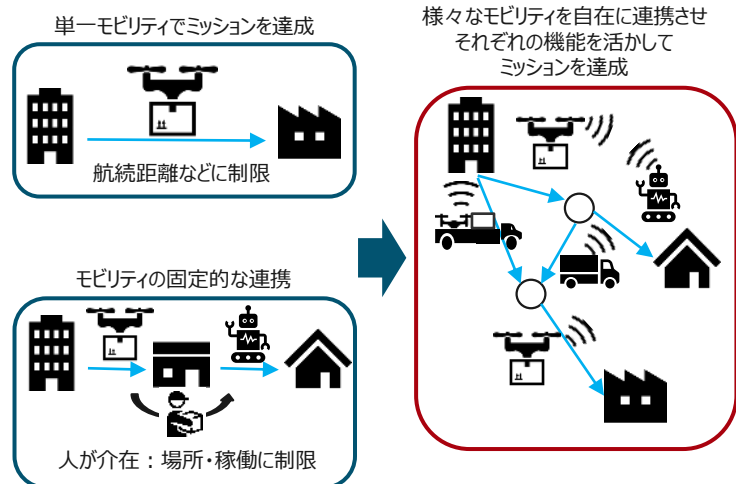 単一モビリティでミッションを達成
航続距離などに制限
モビリティの固定的な連携
人が介在：場所・稼働に制限
様々なモビリティを自在に連携させ
それぞれの機能を活かして
ミッションを達成